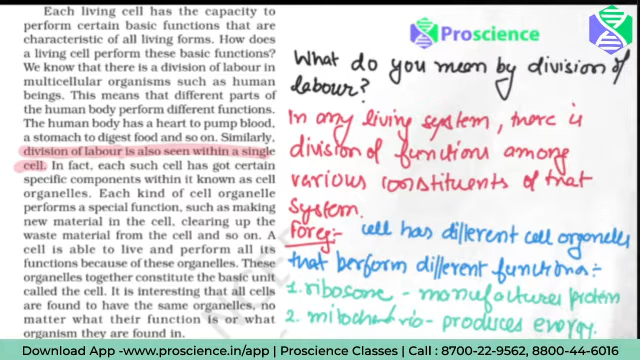 Each living cell has the capacity to
perform certain basic functions that are
characteristic of all living forms. How does
a living cell perform these basic functions?
We know that there is a division of labour in
multicellular organisms such as human
beings. This means that different parts of
the human body perform different functions.
The human body has a heart to pump blood,
a stomach to digest food and so on. Similarly,
division of labour is also seen within a single
cell. In fact, each such cell has got certain
specific components within it known as cell
organelles. Each kind of cell organelle
performs a special function, such as making
new material in the cell, clearing up the
waste material from the cell and so on. A
cell is able to live and perform all its
functions because of these organelles. These
organelles together constitute the basic unit
called the cell. It is interesting that all cells
are found to have the same organelles, no
matter what their function is or what
organism they are found in.
Proscience
What do you mean by division of
labour?
In any living system, there is
division of functions among
various constituents of that
system.
Foreg:- cell has different cell organelles
that perform different functions:-
1. ribosome - manufactures protein
2. mitochondrio - produces energy.
Download App -www.proscience.in/app | Proscience Classes | Call : 8700-22-9562, 8800-44-6016